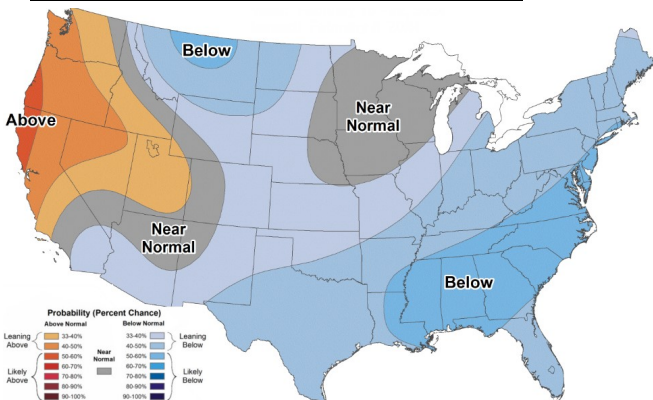 Below
Near
Normal
Above
Near
Normal
Below
Probability (Percent Chance)
Above Normal
Below Normal
Leaning
Above
33-40%
40-50%
Likely
Above
50-60%
60-70%
70-80%
80-90%
90-100%
Near
Normal
33-40%
40-50%
Leaning
Below
50-60%
60-70%
70-80%
80-90%
90-100%
Likely
Below